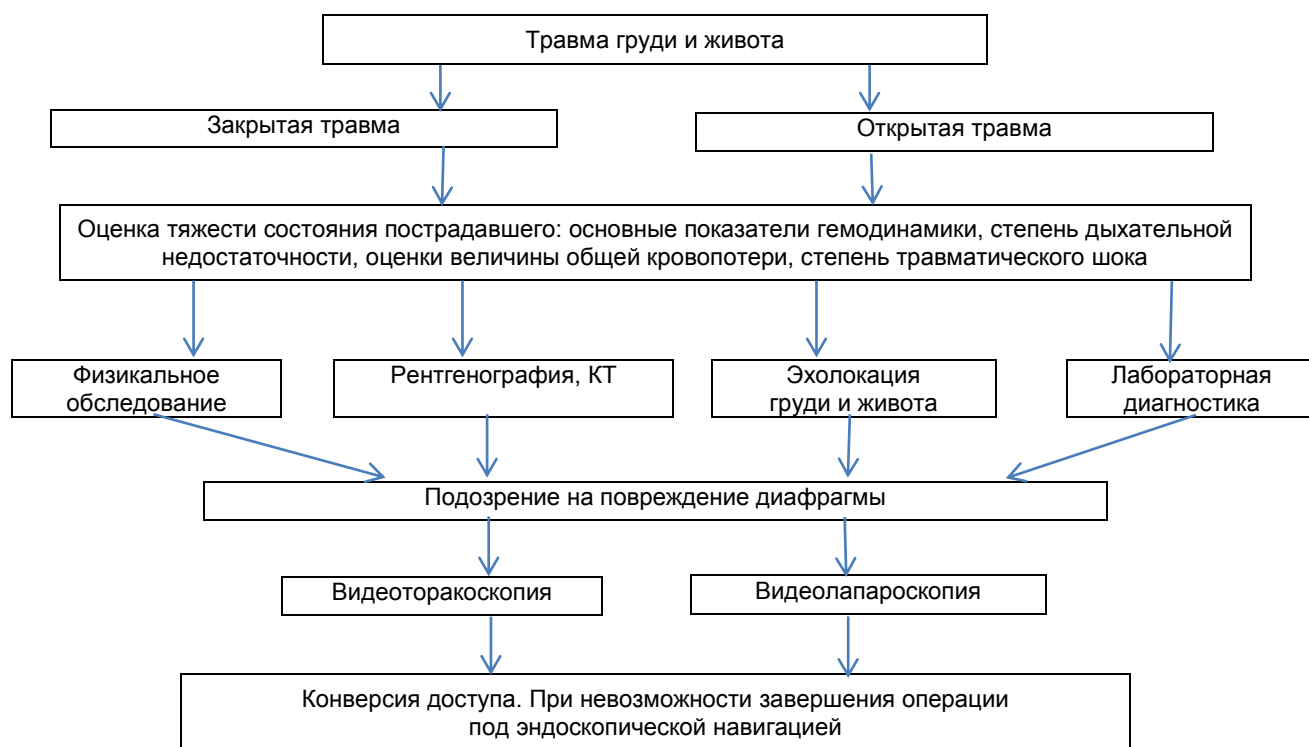 Травма груди и живота
Закрытая травма
Открытая травма
Оценка тяжести состояния пострадавшего: основные показатели гемодинамики, степень дыхательной
недостаточности, оценки величины общей кровопотери, степень травматического шока
Физикальное
обследование
Рентгенография, КТ
Эхолокация
груди и живота
Лабораторная
диагностика
Подозрение на повреждение диафрагмы
Видеоторакоскопия
Видеолапароскопия
Конверсия доступа. При невозможности завершения операции
под эндоскопической навигацией